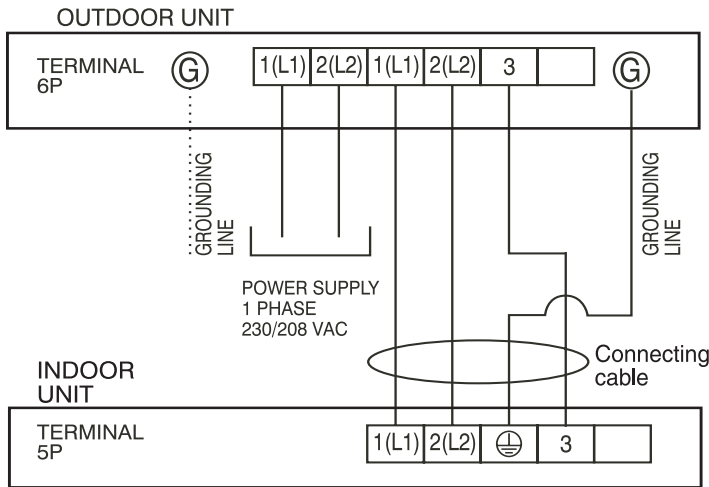 OUTDOOR UNIT
TERMINAL
6P
G
1(L1) 2(L2) 1(L1) 2(L2) 3
G
GROUNDING
LINE
GROUNDING
LINE
POWER SUPPLY
1 PHASE
230/208 VAC
Connecting
cable
INDOOR
UNIT
TERMINAL
5P
1(L1) 2(L2) 3